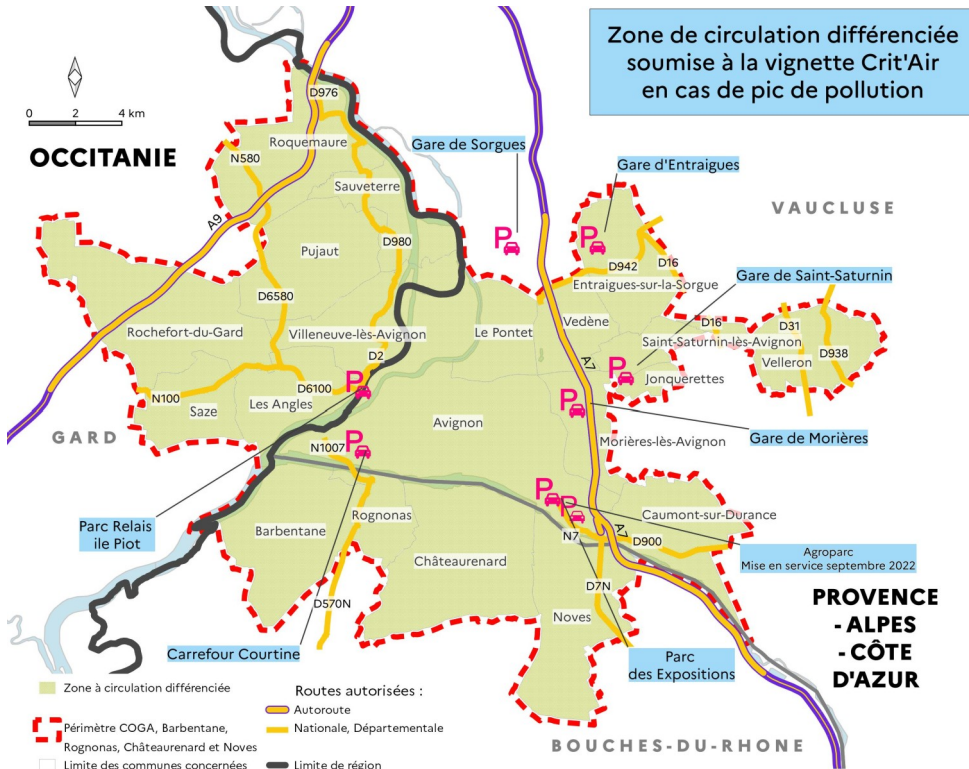 Zone de circulation différenciée
soumise à la vignette Crit'Air
en cas de pic de pollution
0 2 4 km
OCCITANIE
D976
Roquemaure
N580
Sauveterre
A9
Pujaut
D980
D6580
Rochefort-du-Gard
Villeneuve-lès-Avignon
D2
D6100
Les Angles
N100
Saze
GARD
Gare de Sorgues
P
Gare d'Entraigues
P
VAUCLUSE
D942
D16
Entraigues-sur-la-Sorgue
Gare de Saint-Saturnin
Le Pontet
Vedène
D16
Saint-Saturnin-lès-Avignon
D31
D938
Velleron
A7
P
Jonquerettes
P
Avignon
P
Morières-lès-Avignon
Gare de Morières
N1007
P
Parc Relais
ile Piot
Barbentane
Rognonas
P
P
Caumont-sur-Durance
N7
A7
D900
Agroparc
Mise en service septembre 2022
Châteaurenard
D7N
Noves
D570N
Carrefour Courtine
Parc
des Expositions
PROVENCE
- ALPES
- CÔTE
D'AZUR
BOUCHES-DU-RHONE
Zone à circulation différenciée
Périmètre COGA, Barbentane,
Rognonas, Châteaurenard et Noves
Limite des communes concernées
Routes autorisées :
Autoroute
Nationale, Départementale
Limite de région